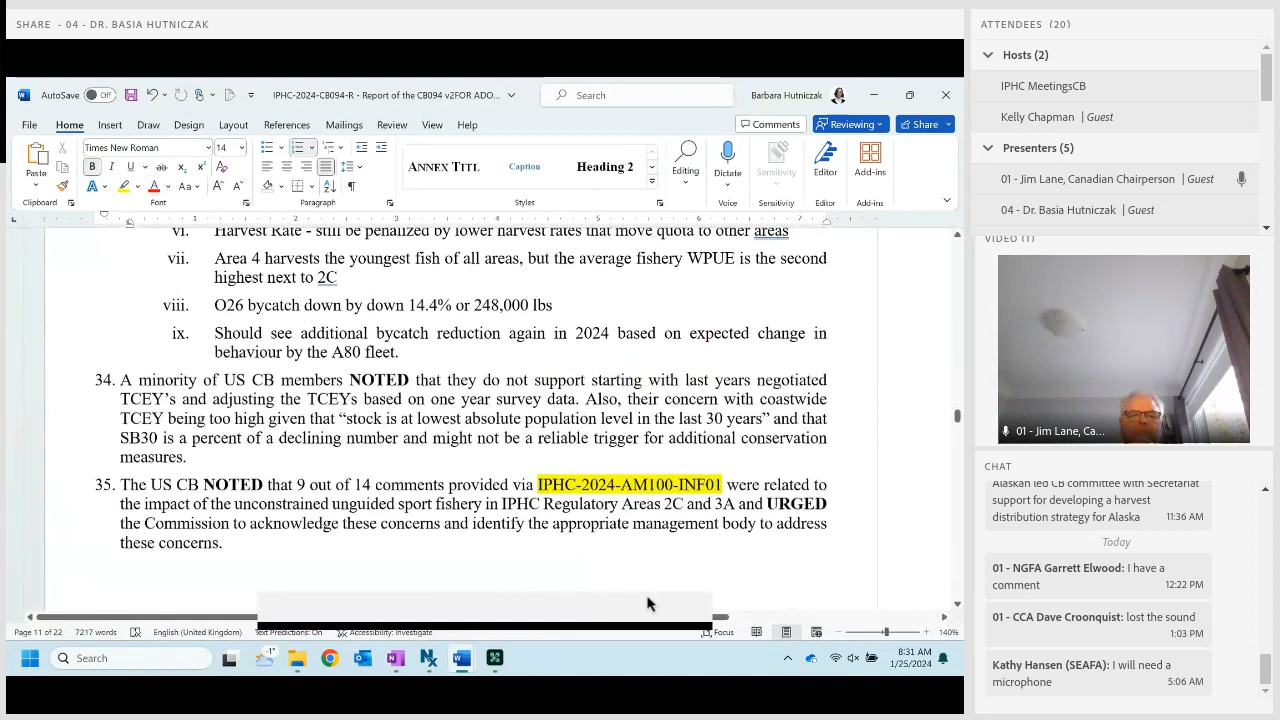 SHARE - 04 - DR. BASIA HUTNICZAK
AutoSave Off
IPHC-2024-CB094-R - Report of the CB094 v2FOR ADO...
Search
Barbara Hutniczak
File Home Insert Draw Design Layout References Mailings Review View Help
Comments Reviewing Share
Times New Roman 14
Paste
ANNEX TITL Caption Heading 2
Editing Dictate Sensitivity Editor Add-ins
Clipboard Font Paragraph Styles Voice Sensitivity Editor Add-ins
vi. Harvest Rate - still be penalized by lower harvest rates that move quota to other areas
vii. Area 4 harvests the youngest fish of all areas, but the average fishery WPUE is the second
highest next to 2C
viii. O26 bycatch down by down 14.4% or 248,000 lbs
ix. Should see additional bycatch reduction again in 2024 based on expected change in
behaviour by the A80 fleet.
34. A minority of US CB members NOTED that they do not support starting with last years negotiated
TCEY's and adjusting the TCEYs based on one year survey data. Also, their concern with coastwide
TCEY being too high given that “stock is at lowest absolute population level in the last 30 years” and that
SB30 is a percent of a declining number and might not be a reliable trigger for additional conservation
measures.
35. The US CB NOTED that 9 out of 14 comments provided via IPHC-2024-AM100-INF01 were related to
the impact of the unconstrained unguided sport fishery in IPHC Regulatory Areas 2C and 3A and URGED
the Commission to acknowledge these concerns and identify the appropriate management body to address
these concerns.
Page 11 of 22 7217 words English (United Kingdom) Text Predictions: On Accessibility: Investigate Focus 140%
Search
-1°
8:31 AM
1/25/2024
ATTENDEES (20)
Hosts (2)
IPHC MeetingsCB
Kelly Chapman | Guest
Presenters (5)
01 - Jim Lane, Canadian Chairperson | Guest
04 - Dr. Basia Hutniczak | Guest
VIDEO (1)
01 - Jim Lane, Ca...
CHAT
Alaskan led CB committee with Secretariat
support for developing a harvest
distribution strategy for Alaska 11:36 AM
Today
01 - NGFA Garrett Elwood: I have a
comment 12:22 PM
01 - CCA Dave Croonquist: lost the sound
1:03 PM
Kathy Hansen (SEAFA): I will need
microphone 5:06 AM